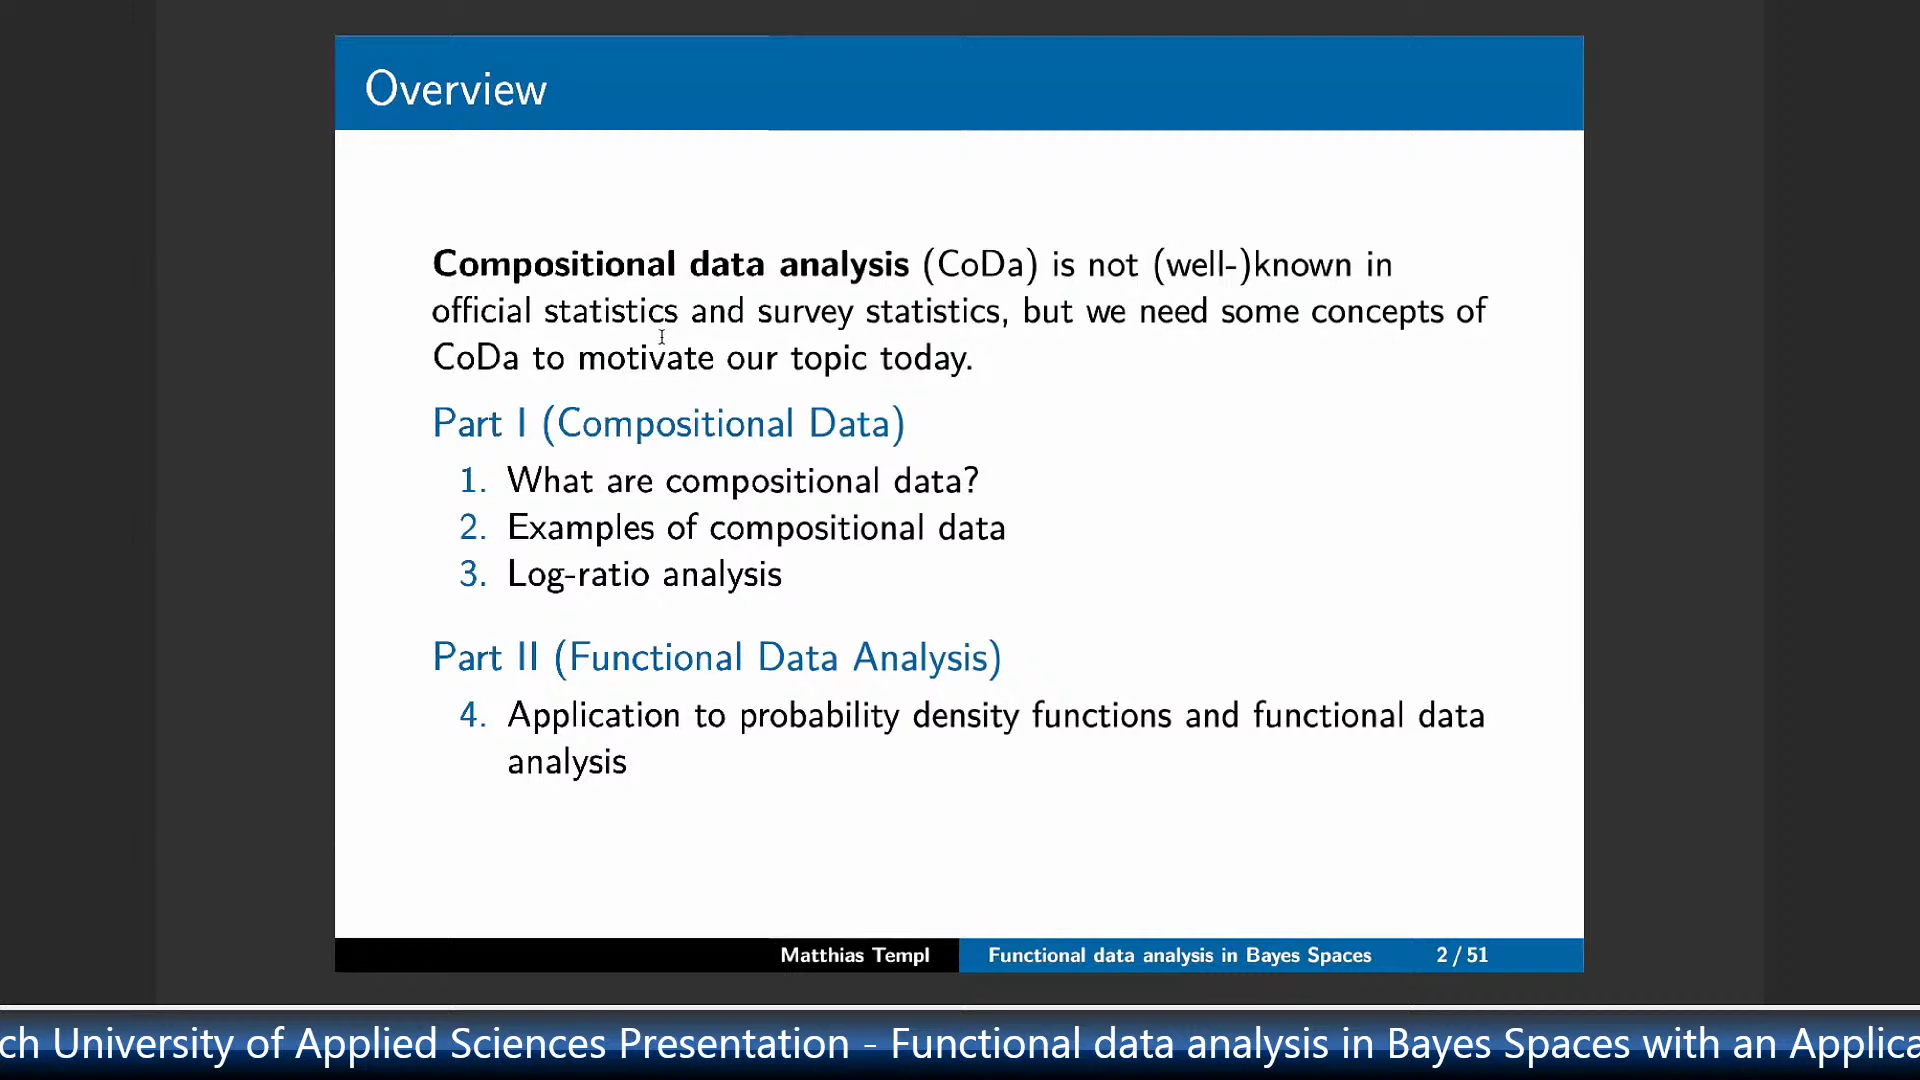 Overview
Compositional data analysis (CoDa) is not (well-)known in
official statistics and survey statistics, but we need some concepts of
CoDa to motivate our topic today.
Part I (Compositional Data)
1. What are compositional data?
2. Examples of compositional data
3. Log-ratio analysis
Part II (Functional Data Analysis)
4. Application to probability density functions and functional data
analysis
Matthias Templ Functional data analysis in Bayes Spaces 2 / 51
ch University of Applied Sciences Presentation - Functional data analysis in Bayes Spaces with an Applica